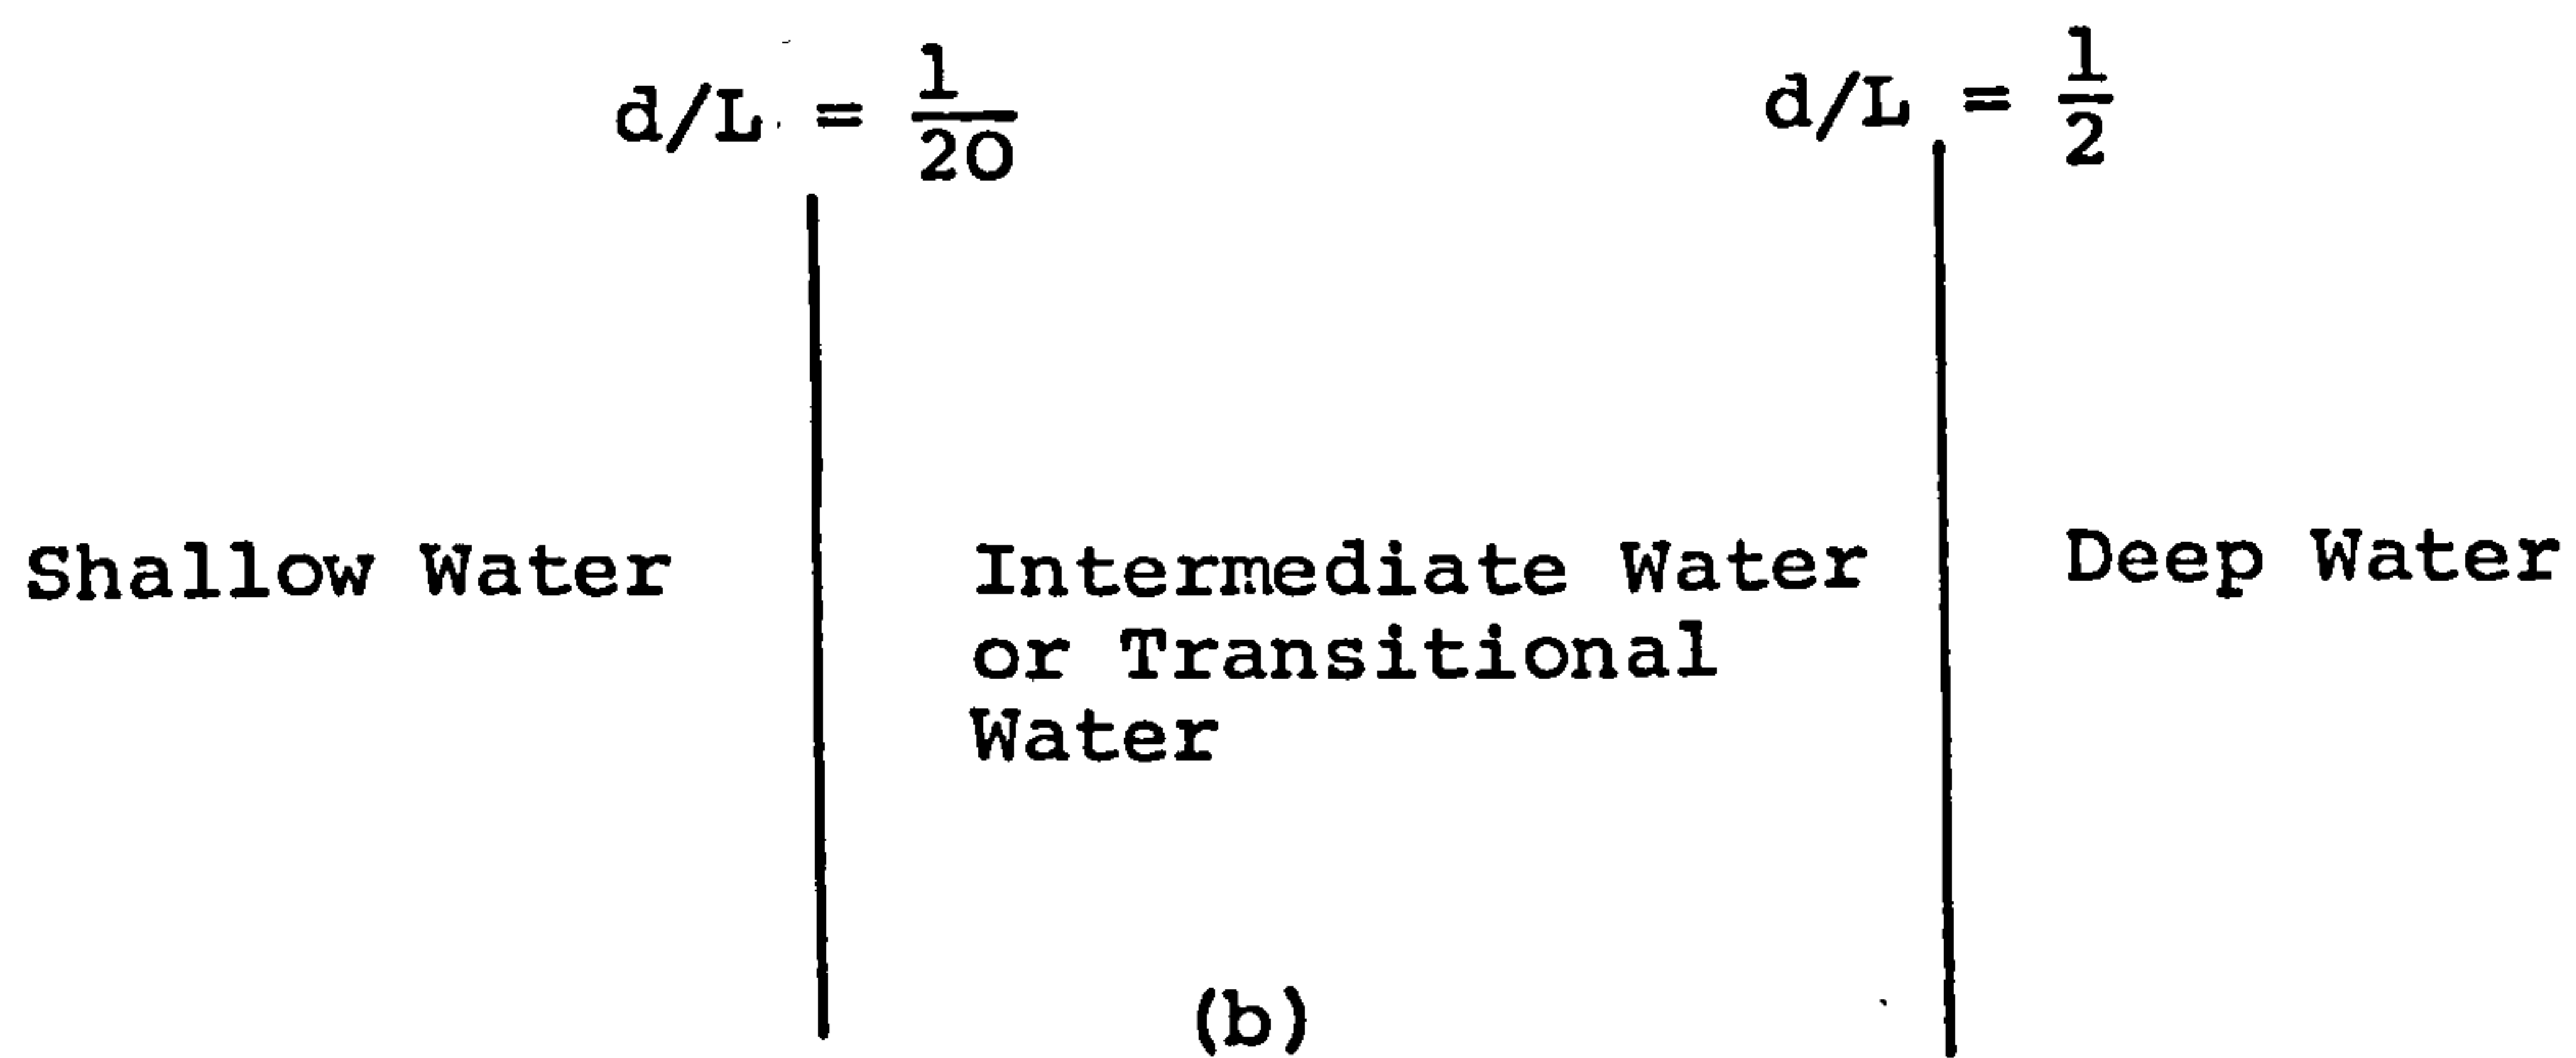 d/L = 1/20
d/L = 1/2
Shallow Water
Intermediate Water
or Transitional
Water
Deep Water
(b)